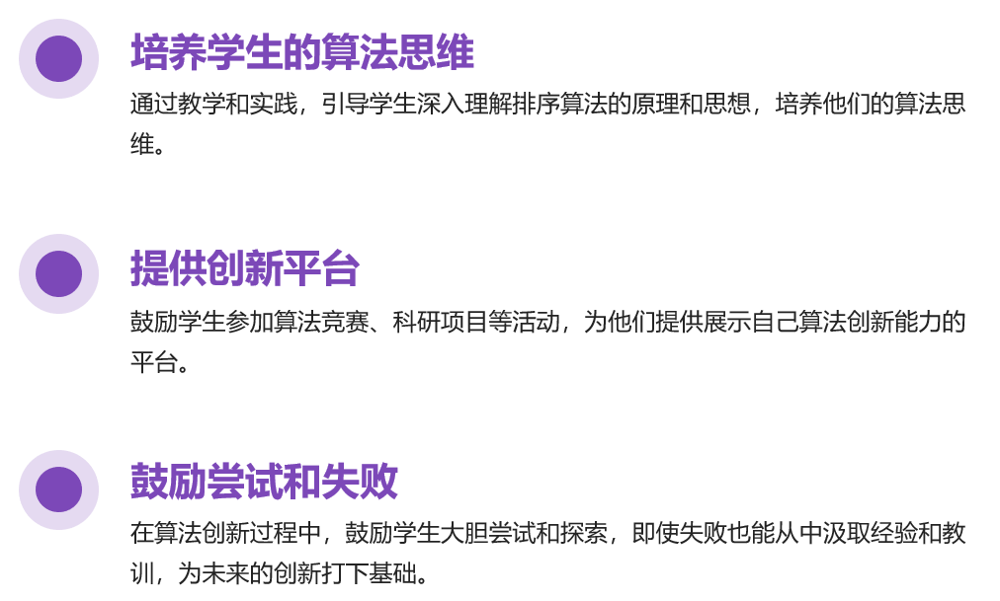 培养学生的算法思维
通过教学和实践，引导学生深入理解排序算法的原理和思想，培养他们的算法思
维。
提供创新平台
鼓励学生参加算法竞赛、科研项目等活动，为他们提供展示自己算法创新能力的
平台。
鼓励尝试和失败
在算法创新过程中，鼓励学生大胆尝试和探索，即使失败也能从中汲取经验和教
训，为未来的创新打下基础。